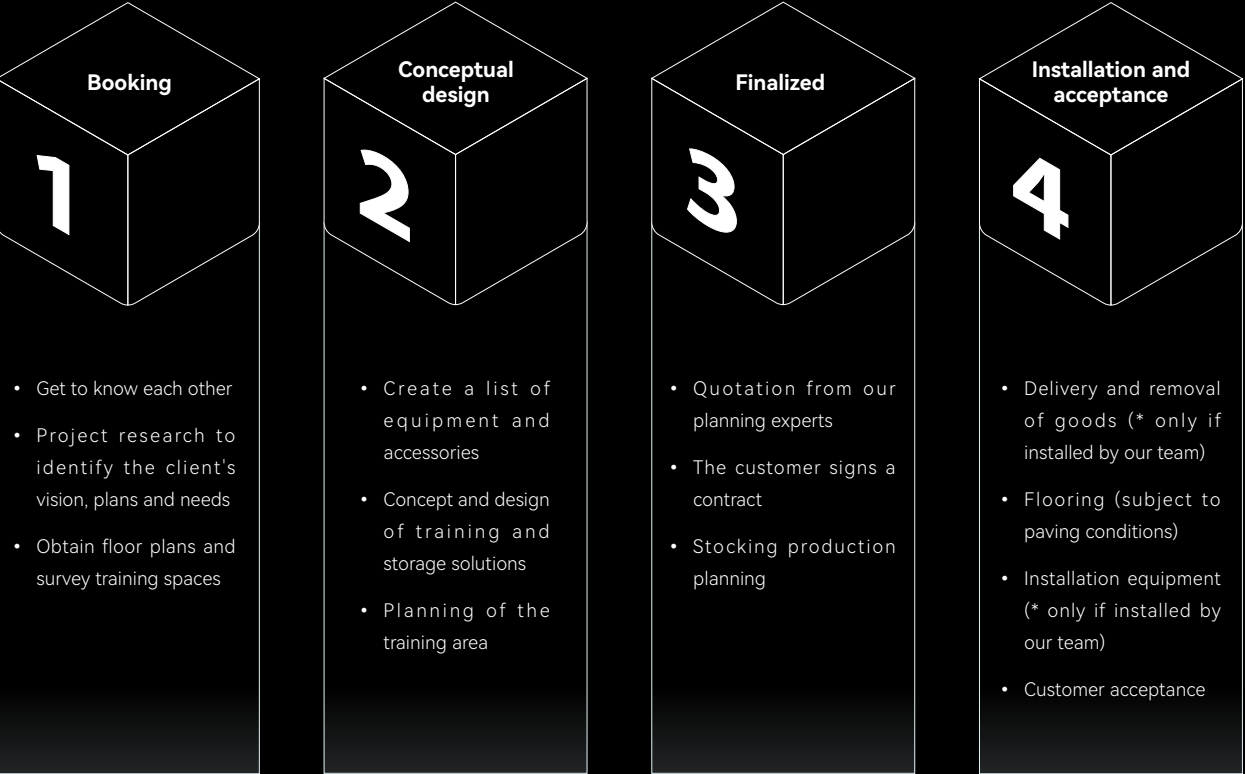 Booking
1
• Get to know each other
• Project research to
identify the client's
vision, plans and needs
• Obtain floor plans and
survey training spaces
Conceptual
design
2
• Create a list of
equipment and
accessories
• Concept and design
of training and
storage solutions
• Planning of the
training area
Finalized
3
• Quotation from our
planning experts
• The customer signs a
contract
• Stocking production
planning
Installation and
acceptance
4
• Delivery and removal
of goods (* only if
installed by our team)
• Flooring (subject to
paving conditions)
• Installation equipment
(* only if installed by
our team)
• Customer acceptance